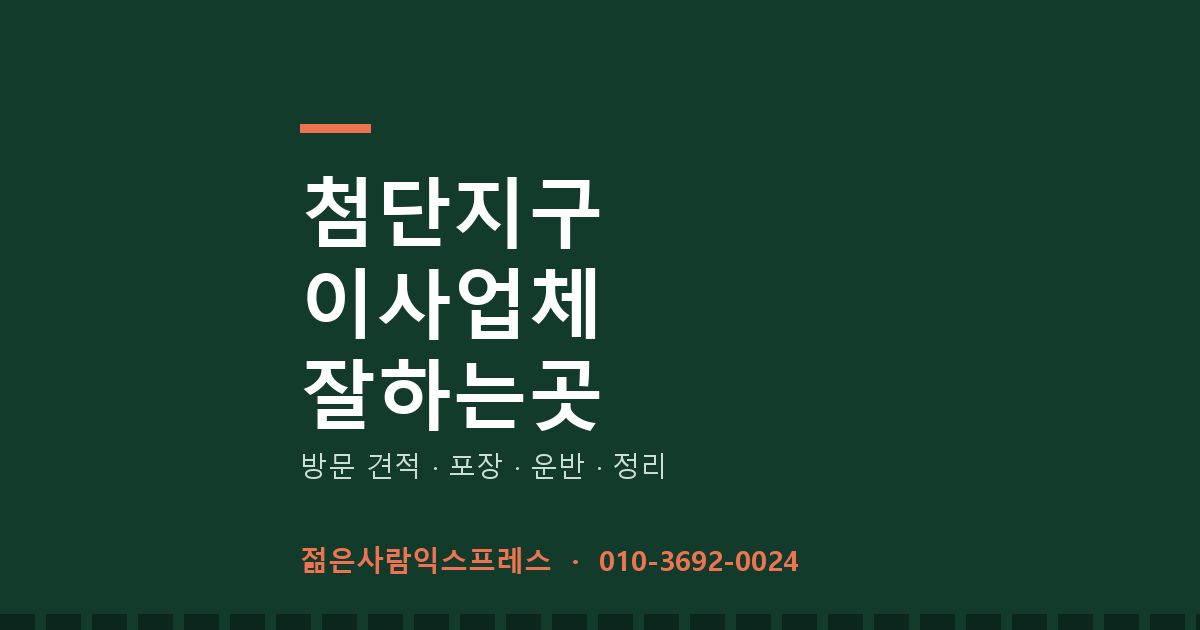 첨단지구
이사업체
잘하는곳
방문 견적 · 포장 · 운반 · 정리
젊은사람익스프레스 · 010-3692-0024